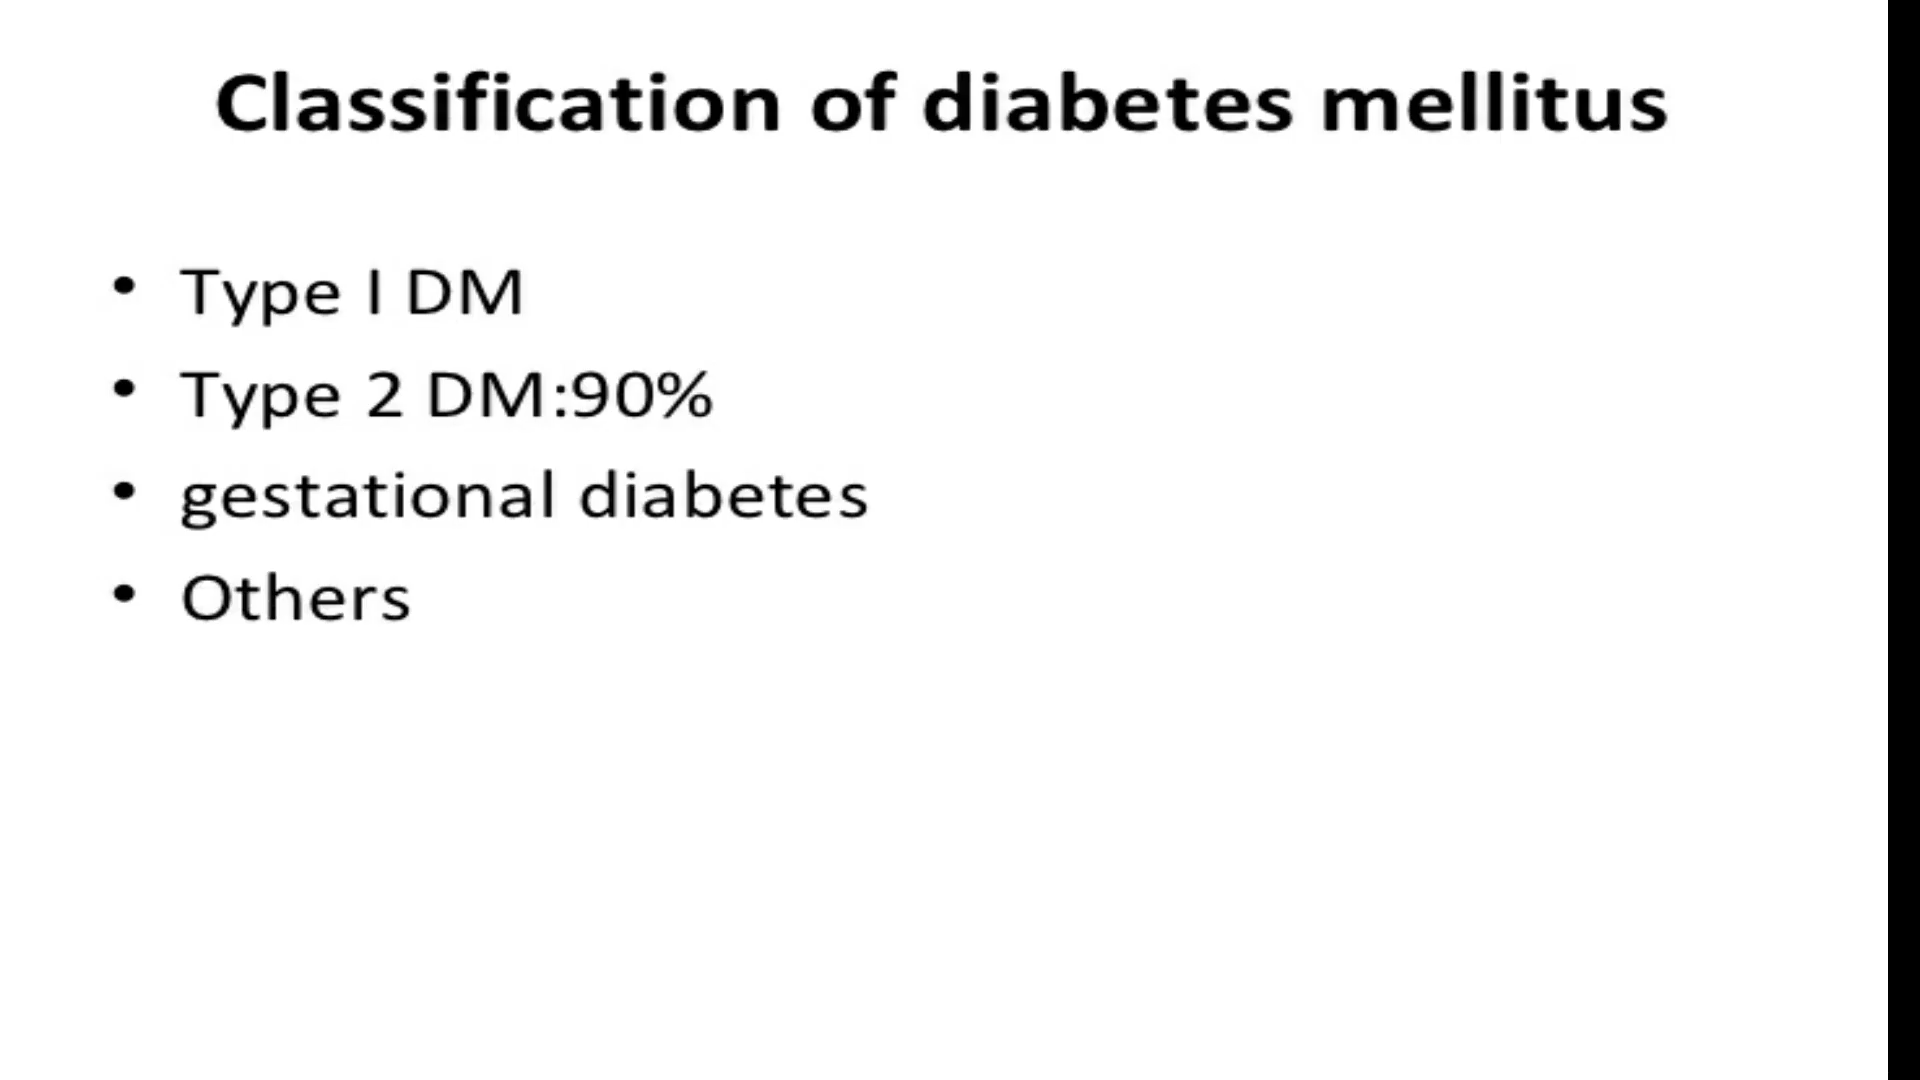 Classification of diabetes mellitus
• Type I DM
• Type 2 DM:90%
• gestational diabetes
• Others